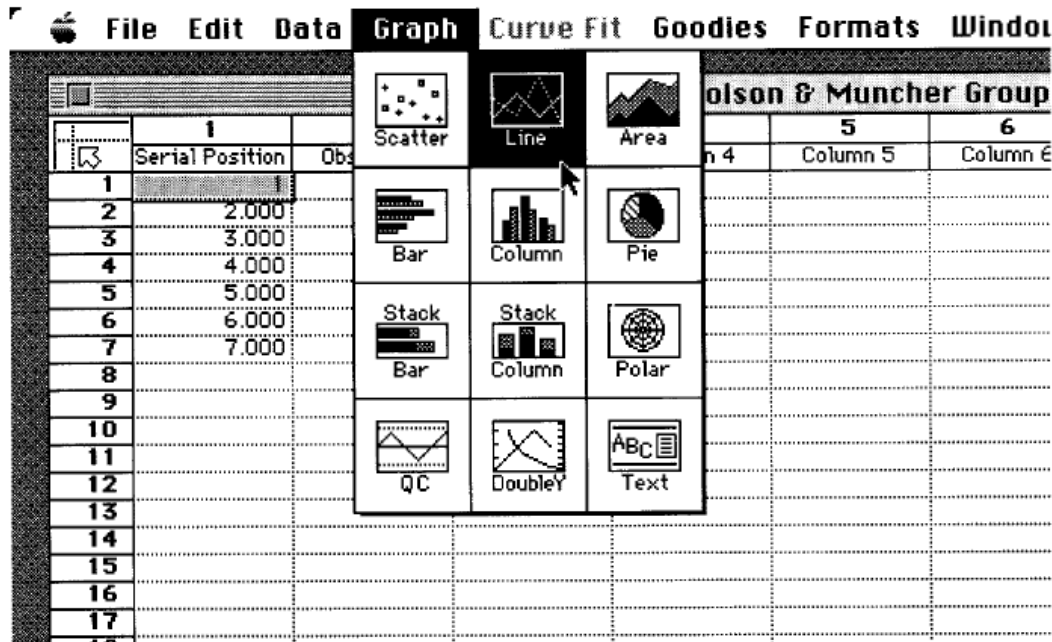 File Edit Data Graph Curve Fit Goodies Formats
olson & Muncher Group
1 5 6
Serial Position Obs n 4 Column 5 Column
1 1
2 2.000
3 3.000
4 4.000
5 5.000
6 6.000
7 7.000
8
9
10
11
12
13
14
15
16
17
Scatter Line Area
Bar Column Pie
Stack Stack
Bar Column Polar
ABC
QC DoubleY Text